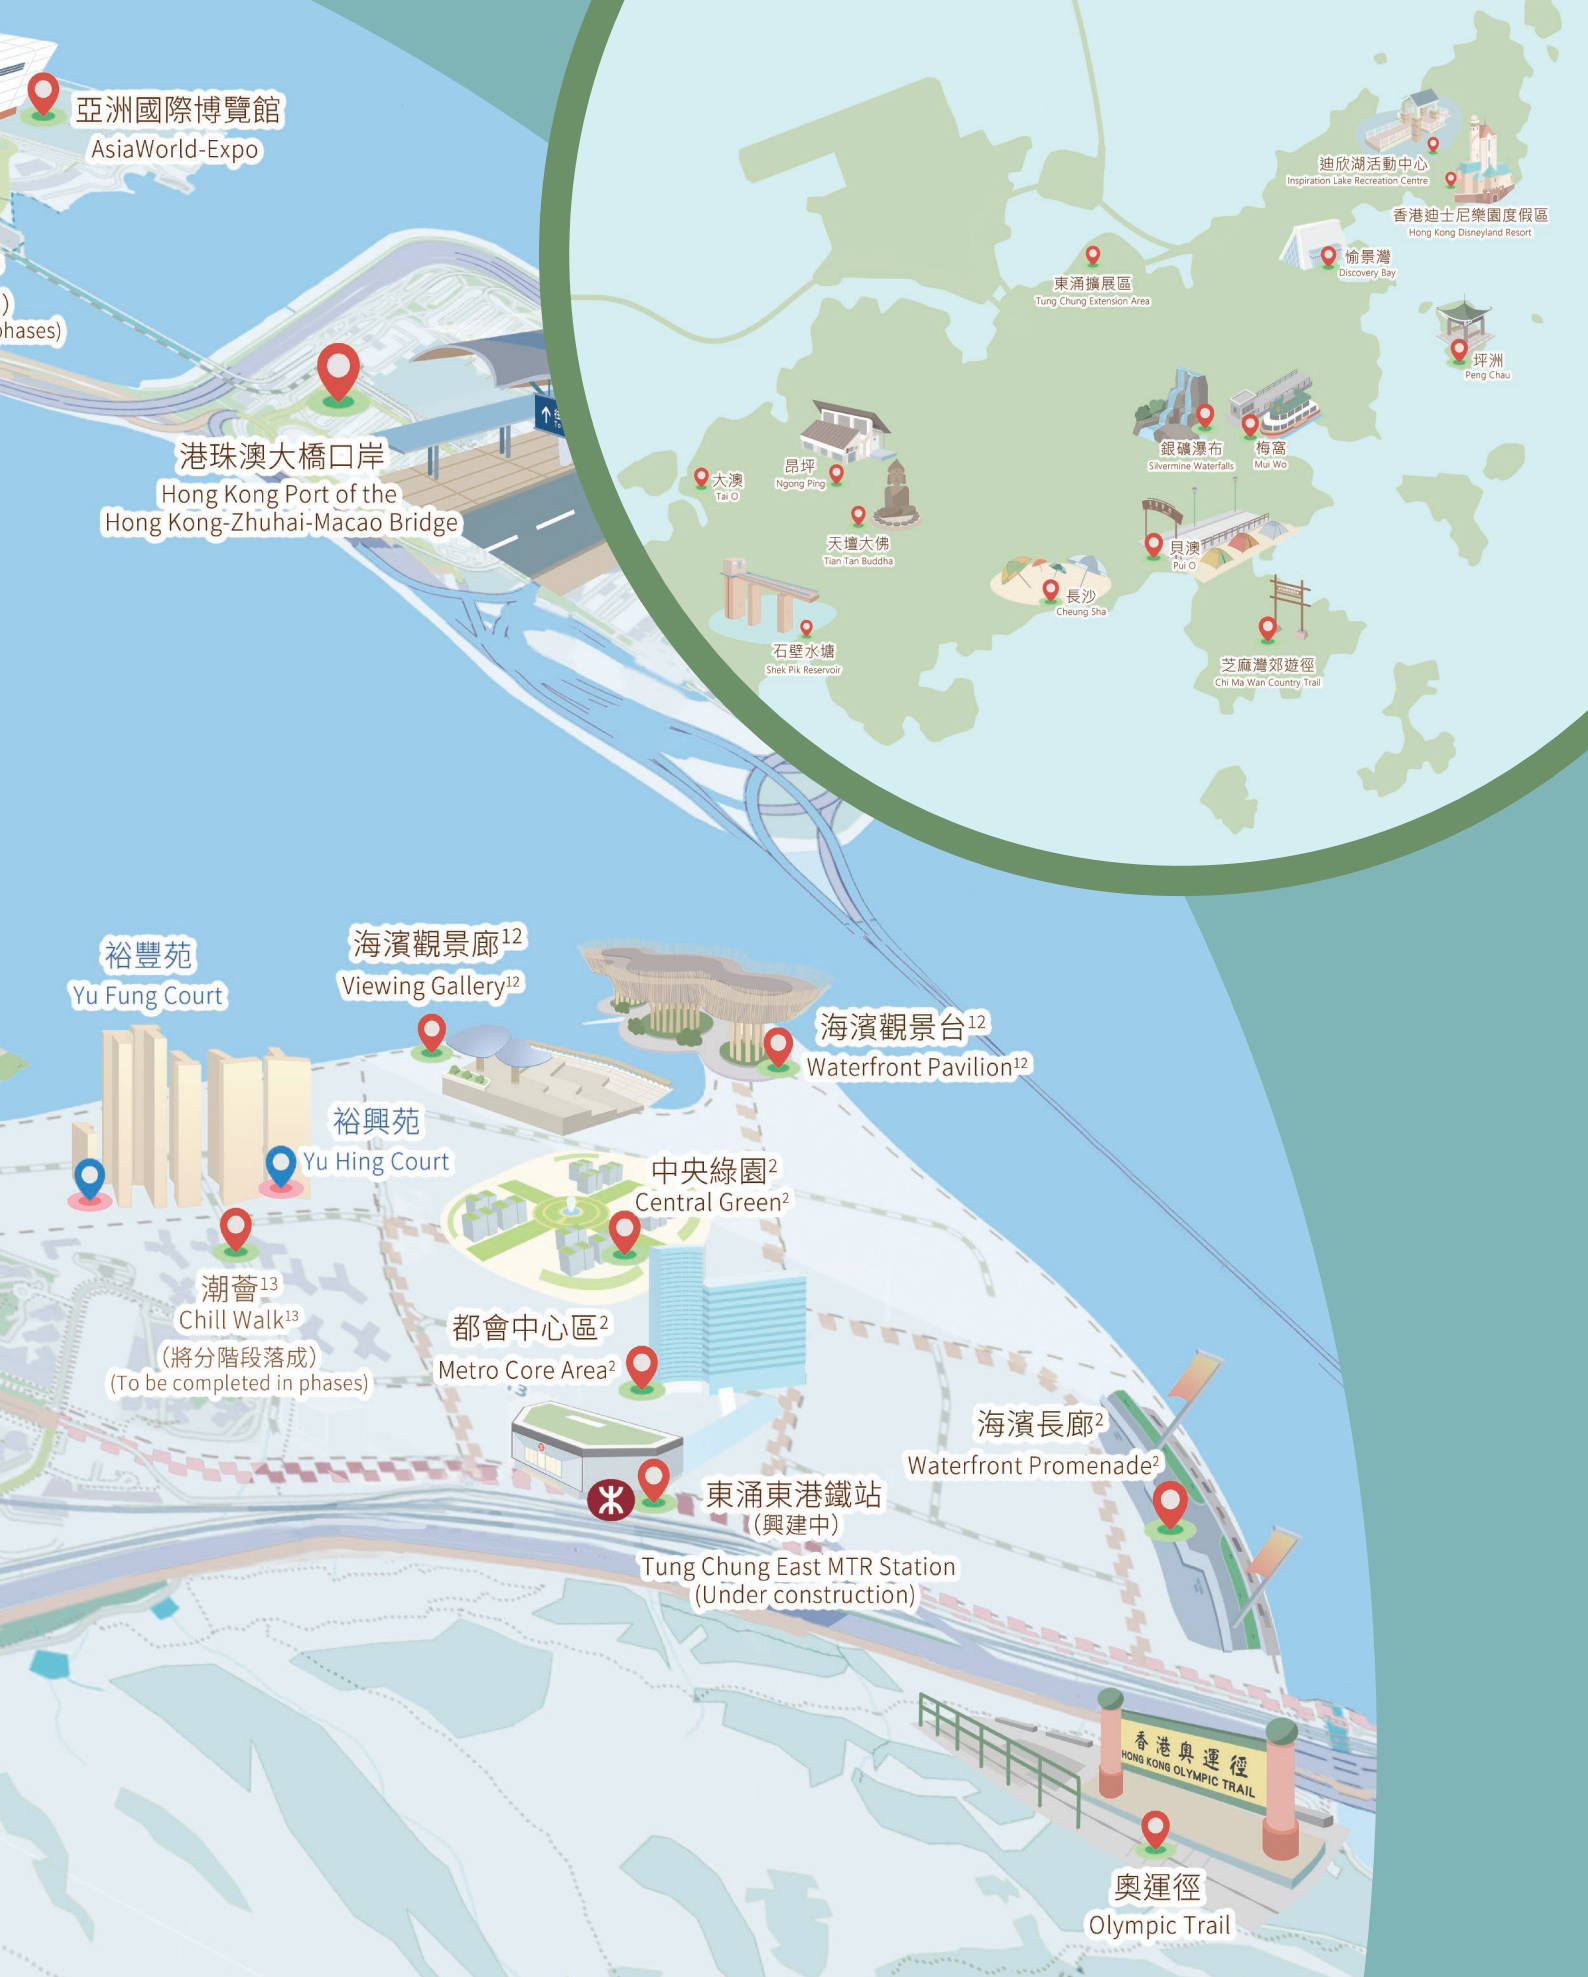 亞洲國際博覽館
AsiaWorld-Expo
)
phases)
港珠澳大橋口岸
Hong Kong Port of the
Hong Kong-Zhuhai-Macao Bridge
迪欣湖活動中心
Inspiration Lake Recreation Centre
香港迪士尼樂園度假區
Hong Kong Disneyland Resort
愉景灣
Discovery Bay
東涌擴展區
Tung Chung Extension Area
坪洲
Peng Chau
銀礦瀑布
Silvermine Waterfalls
梅窩
Mui Wo
大澳
Tai O
昂坪
Ngong Ping
天壇大佛
Tian Tan Buddha
貝澳
Pui O
長沙
Cheung Sha
石壁水塘
Shek Pik Reservoir
芝麻灣郊遊徑
Chi Ma Wan Country Trail
裕豐苑
Yu Fung Court
海濱觀景廊12
Viewing Gallery12
海濱觀景台12
Waterfront Pavilion12
裕興苑
Yu Hing Court
中央綠園2
Central Green2
潮薈13
Chill Walk13
（將分階段落成）
(To be completed in phases)
都會中心區2
Metro Core Area2
海濱長廊2
Waterfront Promenade2
東涌東港鐵站
（興建中）
Tung Chung East MTR Station
(Under construction)
香港奧運徑
HONG KONG OLYMPIC TRAIL
奧運徑
Olympic Trail